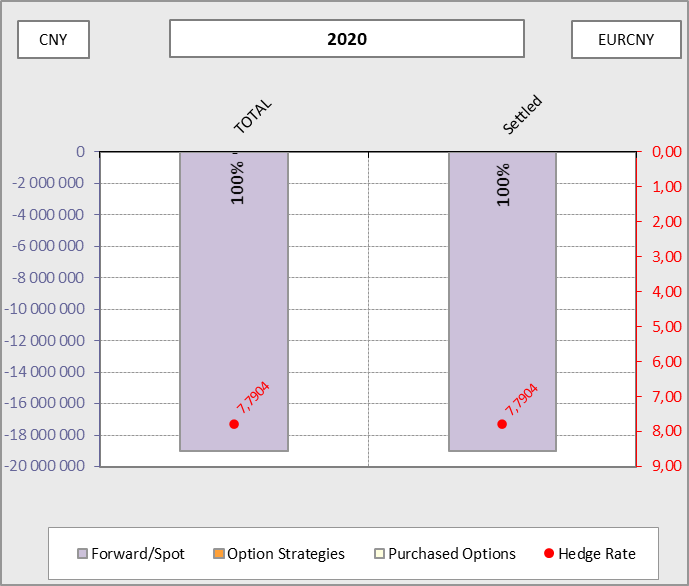 CNY
2020
EURCNY
TOTAL
Settled
0
-2 000 000
-4 000 000
-6 000 000
-8 000 000
-10 000 000
-12 000 000
-14 000 000
-16 000 000
-18 000 000
-20 000 000
100%
100%
7,7904
7,7904
0,00
1,00
2,00
3,00
4,00
5,00
6,00
7,00
8,00
9,00
Forward/Spot
Option Strategies
Purchased Options
Hedge Rate